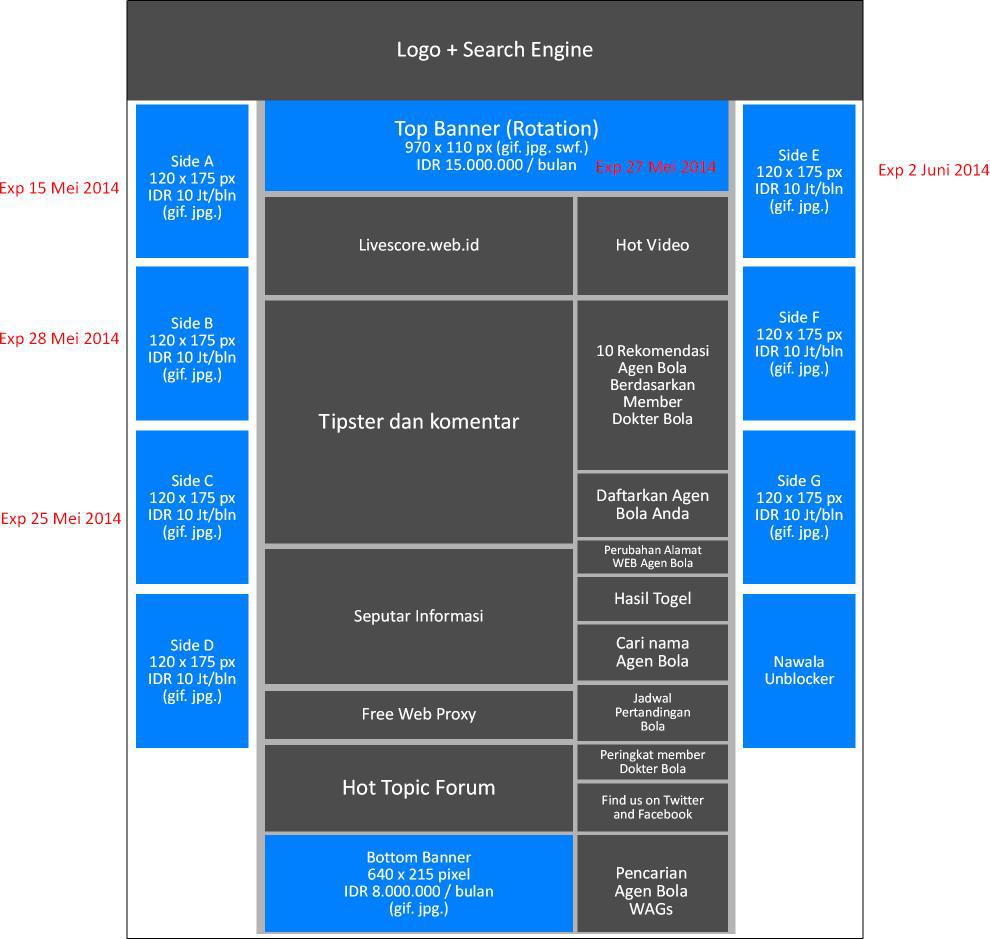 Logo + Search Engine
Top Banner (Rotation)
970 x 110 px (gif. jpg. swf.)
IDR 15.000.000 / bulan
Exp 27 Mei 2014
Side A
120 x 175 px
IDR 10 Jt/bln
(gif. jpg.)
Exp 15 Mei 2014
Side B
120 x 175 px
IDR 10 Jt/bln
(gif. jpg.)
Exp 28 Mei 2014
Side C
120 x 175 px
IDR 10 Jt/bln
(gif. jpg.)
Exp 25 Mei 2014
Side D
120 x 175 px
IDR 10 Jt/bln
(gif. jpg.)
Livescore.web.id
Tipster dan komentar
Seputar Informasi
Free Web Proxy
Hot Topic Forum
Bottom Banner
640 x 215 pixel
IDR 8.000.000 / bulan
(gif. jpg.)
Hot Video
10 Rekomendasi
Agen Bola
Berdasarkan
Member
Dokter Bola
Daftarkan Agen
Bola Anda
Perubahan Alamat
WEB Agen Bola
Hasil Togel
Cari nama
Agen Bola
Jadwal
Pertandingan
Bola
Peringkat member
Dokter Bola
Find us on Twitter
and Facebook
Pencarian
Agen Bola
WAGs
Side E
120 x 175 px
IDR 10 Jt/bln
(gif. jpg.)
Exp 2 Juni 2014
Side F
120 x 175 px
IDR 10 Jt/bln
(gif. jpg.)
Side G
120 x 175 px
IDR 10 Jt/bln
(gif. jpg.)
Nawala
Unblocker